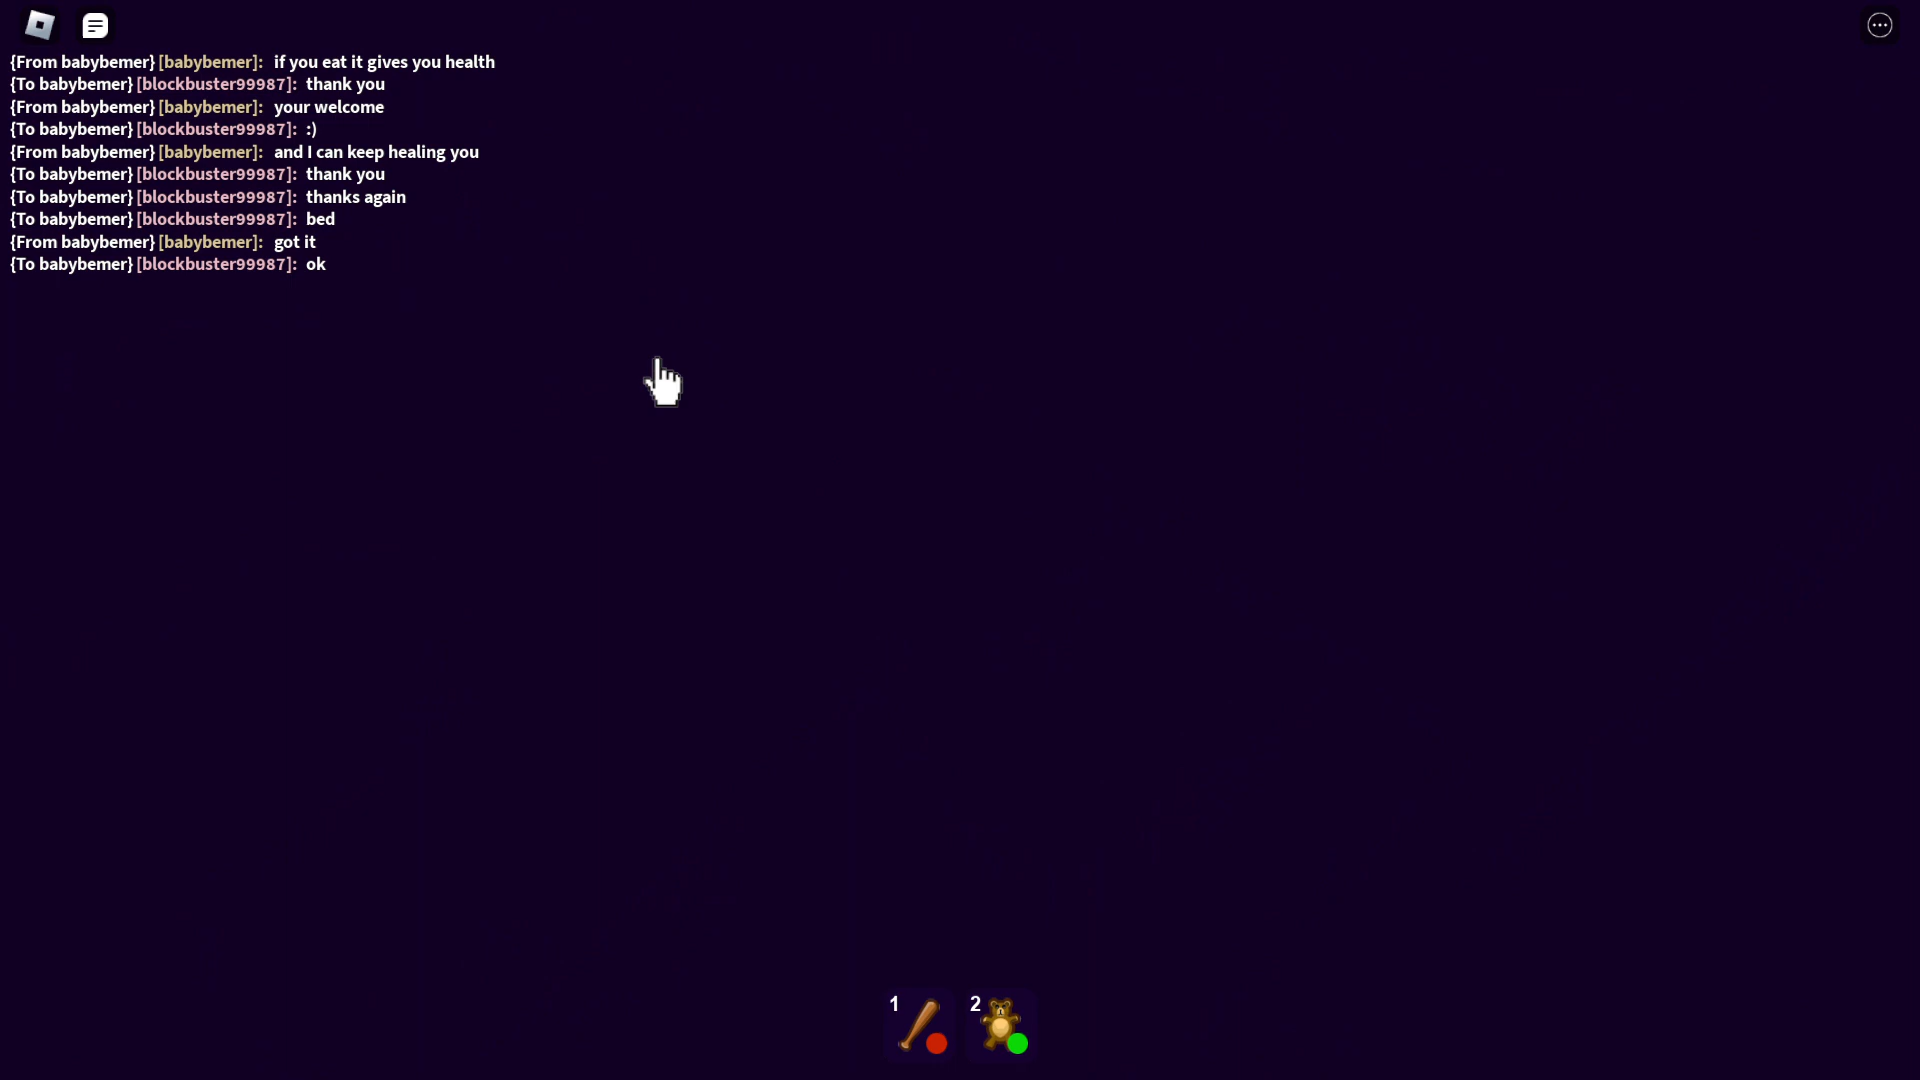 {From babybemer} [babybemer]: if you eat it gives you health
{To babybemer} [blockbuster99987]: thank you
{From babybemer} [babybemer]: your welcome
{To babybemer} [blockbuster99987]: :)
{From babybemer} [babybemer]: and I can keep healing you
{To babybemer} [blockbuster99987]: thank you
{To babybemer} [blockbuster99987]: thanks again
{To babybemer} [blockbuster99987]: bed
{From babybemer} [babybemer]: got it
{To babybemer} [blockbuster99987]: ok
1 2